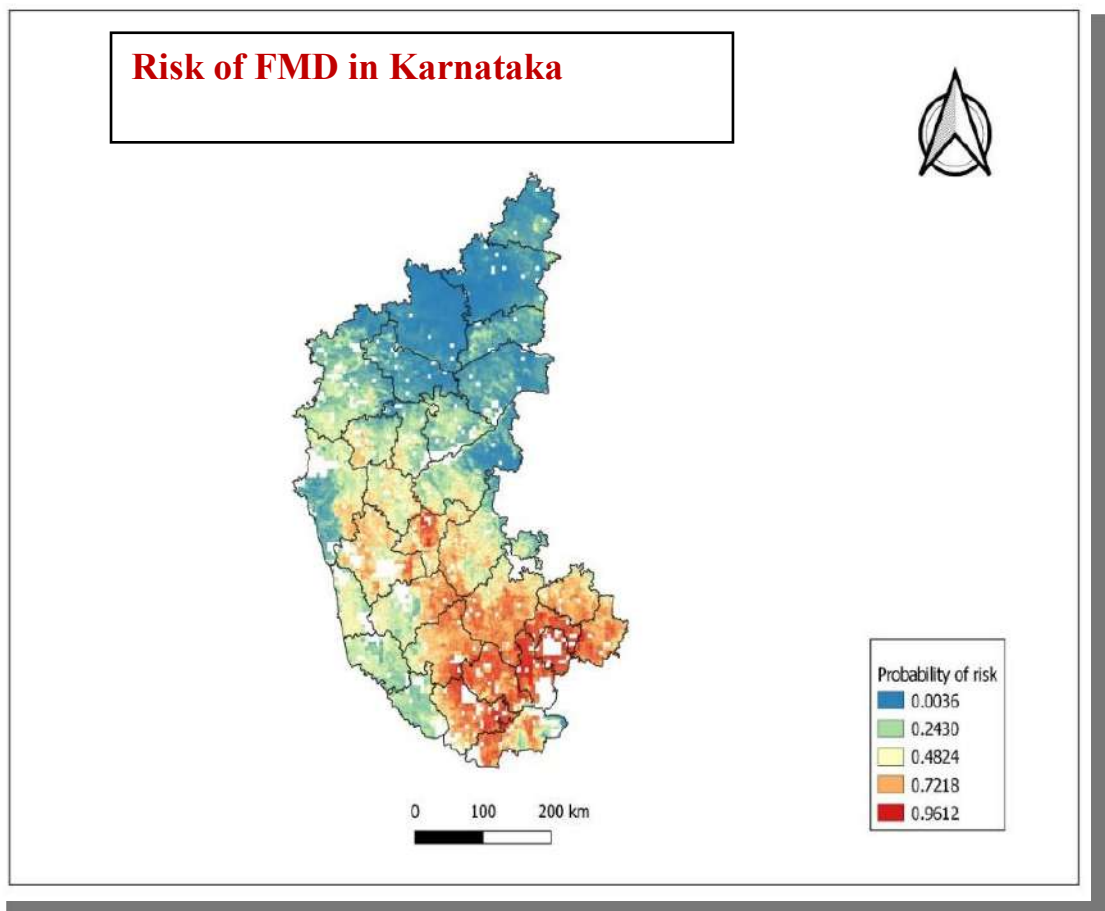 Risk of FMD in Karnataka
0 100 200 km
Probability of risk
0.0036
0.2430
0.4824
0.7218
0.9612